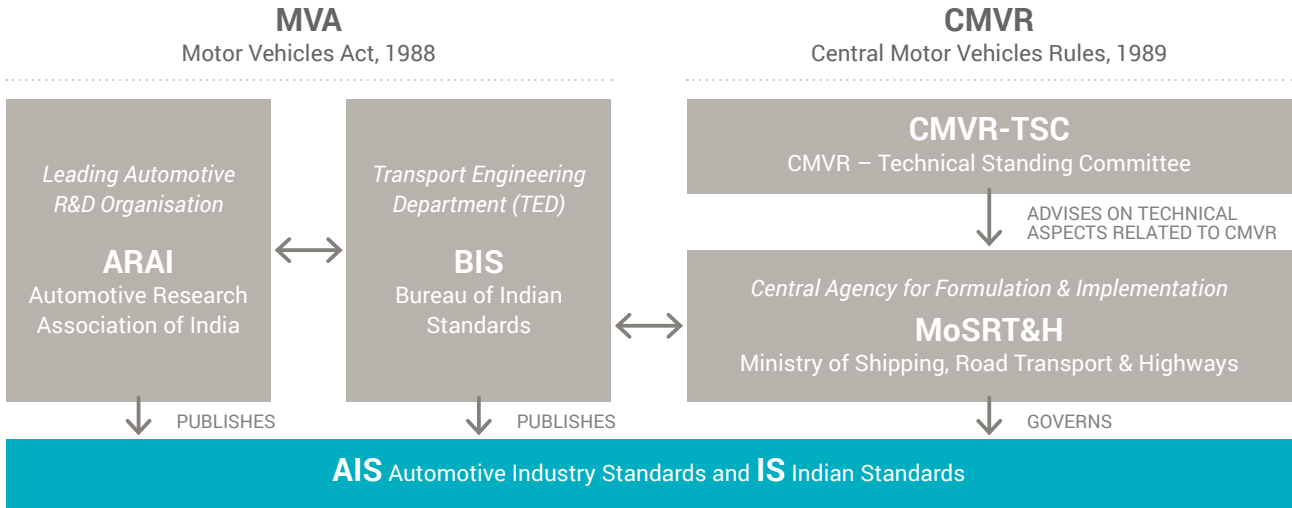 MVA
Motor Vehicles Act, 1988
CMVR
Central Motor Vehicles Rules, 1989
Leading Automotive
R&D Organisation
ARAI
Automotive Research
Association of India
Transport Engineering
Department (TED)
BIS
Bureau of Indian
Standards
CMVR-TSC
CMVR – Technical Standing Committee
ADVISES ON TECHNICAL
ASPECTS RELATED TO CMVR
Central Agency for Formulation & Implementation
MoSRT&H
Ministry of Shipping, Road Transport & Highways
PUBLISHES
PUBLISHES
GOVERNS
AIS Automotive Industry Standards and IS Indian Standards